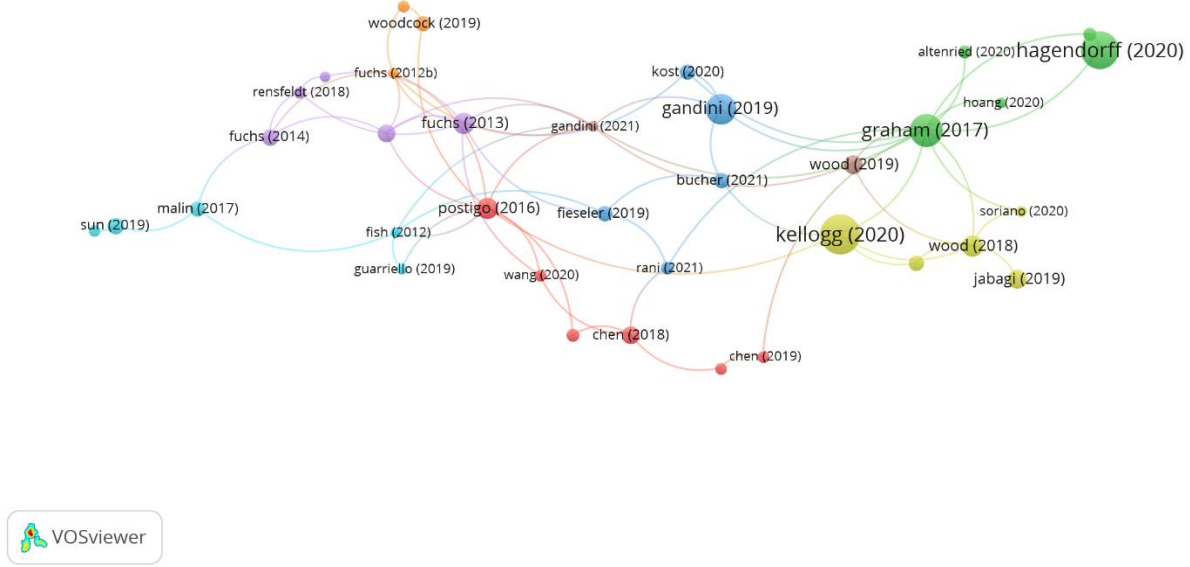 woodcock (2019)
altenried (2020)
hagendorff (2020)
fuchs (2012b)
kost (2020)
rensfeldt (2018)
hoang (2020)
gandini (2019)
fuchs (2013)
gandini (2021)
graham (2017)
fuchs (2014)
wood (2019)
bucher (2021)
malin (2017)
postigo (2016)
fieseler (2019)
soriano (2020)
sun (2019)
fish (2012)
kellogg (2020)
wood (2018)
guarriello (2019)
wang (2020)
rani (2021)
jabagi (2019)
chen (2018)
chen (2019)
VOSviewer